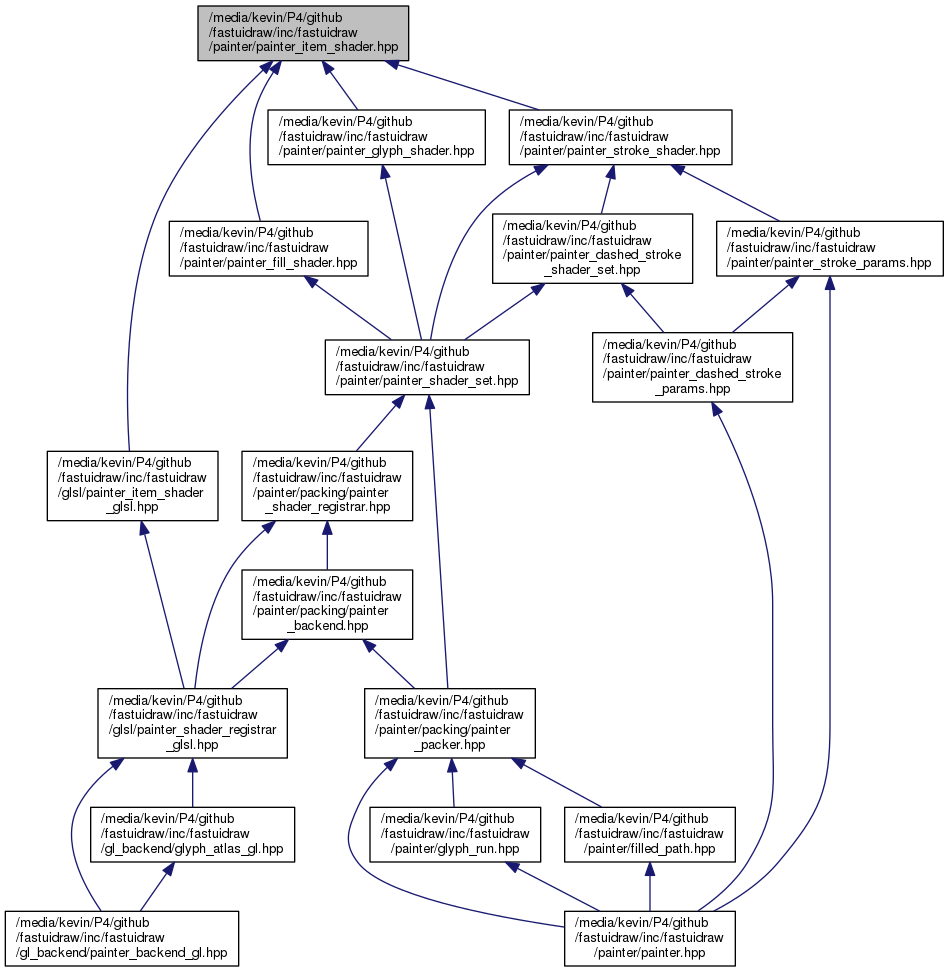 /media/kevin/P4/github
/fastuidraw/inc/fastuidraw
/painter/painter_item_shader.hpp
/media/kevin/P4/github
/fastuidraw/inc/fastuidraw
/painter/painter_glyph_shader.hpp
/media/kevin/P4/github
/fastuidraw/inc/fastuidraw
/painter/painter_stroke_shader.hpp
/media/kevin/P4/github
/fastuidraw/inc/fastuidraw
/painter/painter_fill_shader.hpp
/media/kevin/P4/github
/fastuidraw/inc/fastuidraw
/painter/painter_dashed_stroke
_shader_set.hpp
/media/kevin/P4/github
/fastuidraw/inc/fastuidraw
/painter/painter_stroke_params.hpp
/media/kevin/P4/github
/fastuidraw/inc/fastuidraw
/painter/painter_shader_set.hpp
/media/kevin/P4/github
/fastuidraw/inc/fastuidraw
/painter/painter_dashed_stroke
_params.hpp
/media/kevin/P4/github
/fastuidraw/inc/fastuidraw
/glsl/painter_item_shader
_glsl.hpp
/media/kevin/P4/github
/fastuidraw/inc/fastuidraw
/painter/packing/painter
_shader_registrar.hpp
/media/kevin/P4/github
/fastuidraw/inc/fastuidraw
/painter/packing/painter
_backend.hpp
/media/kevin/P4/github
/fastuidraw/inc/fastuidraw
/glsl/painter_shader_registrar
_glsl.hpp
/media/kevin/P4/github
/fastuidraw/inc/fastuidraw
/painter/packing/painter
_packer.hpp
/media/kevin/P4/github
/fastuidraw/inc/fastuidraw
/gl_backend/glyph_atlas_gl.hpp
/media/kevin/P4/github
/fastuidraw/inc/fastuidraw
/painter/glyph_run.hpp
/media/kevin/P4/github
/fastuidraw/inc/fastuidraw
/painter/filled_path.hpp
/media/kevin/P4/github
/fastuidraw/inc/fastuidraw
/gl_backend/painter_backend_gl.hpp
/media/kevin/P4/github
/fastuidraw/inc/fastuidraw
/painter/painter.hpp